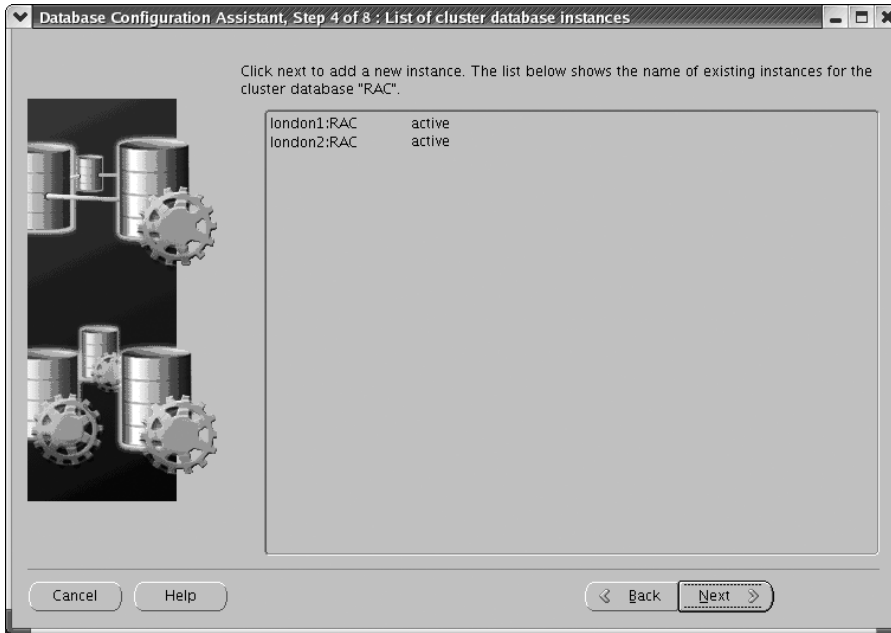 Database Configuration Assistant, Step 4 of 8 : List of cluster database instances
Click next to add a new instance. The list below shows the name of existing instances for the
cluster database "RAC".
london1:RAC active
london2:RAC active
Cancel Help Back Next